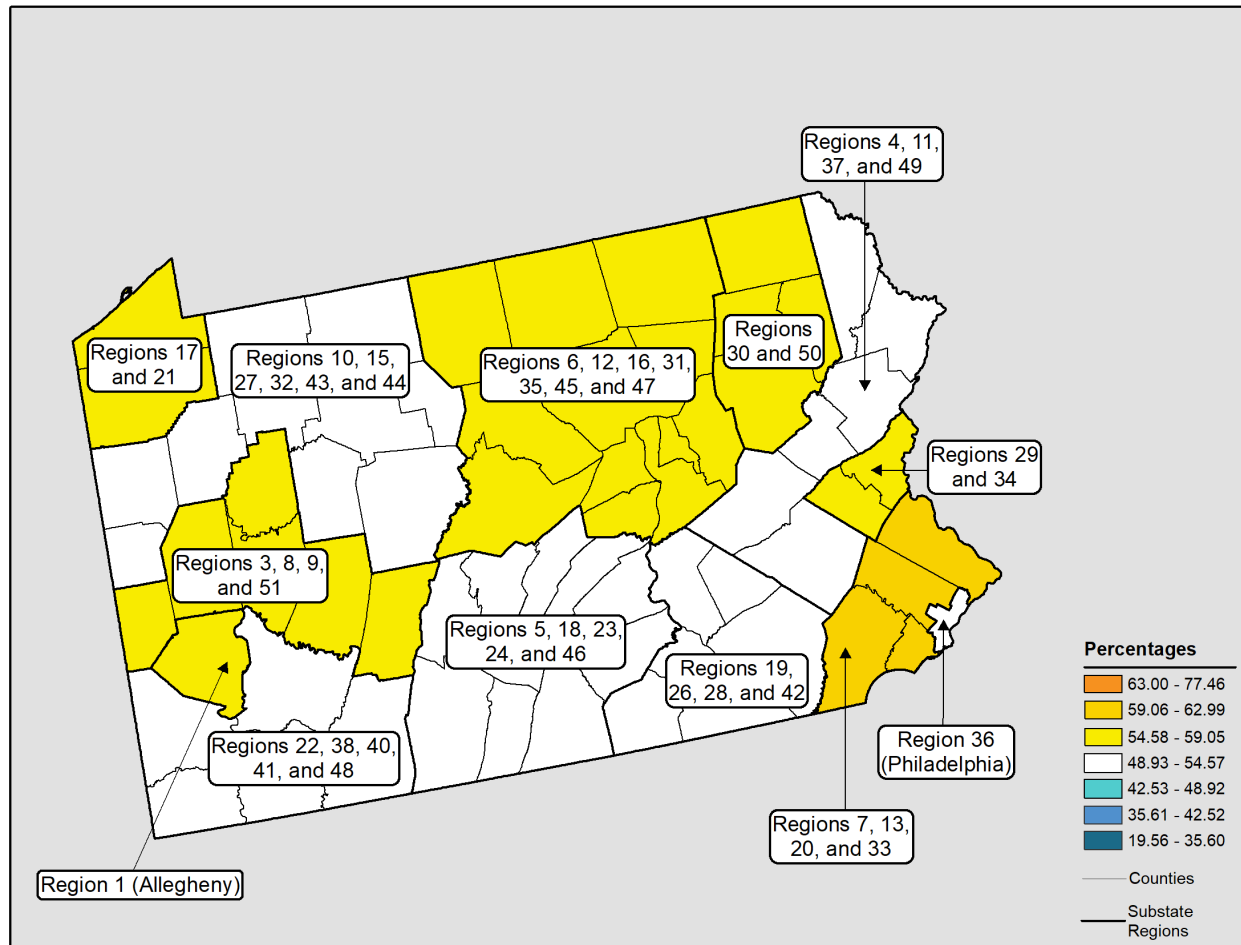 Regions 4, 11,
37, and 49
Regions 17
and 21
Regions 10, 15,
27, 32, 43, and 44
Regions 6, 12, 16, 31,
35, 45, and 47
Regions
30 and 50
Regions 29
and 34
Regions 3, 8, 9,
and 51
Regions 5, 18, 23,
24, and 46
Regions 19,
26, 28, and 42
Regions 22, 38, 40,
41, and 48
Region 36
(Philadelphia)
Regions 7, 13,
20, and 33
Region 1 (Allegheny)
Percentages
63.00 - 77.46
59.06 - 62.99
54.58 - 59.05
48.93 - 54.57
42.53 - 48.92
35.61 - 42.52
19.56 - 35.60
Counties
Substate
Regions